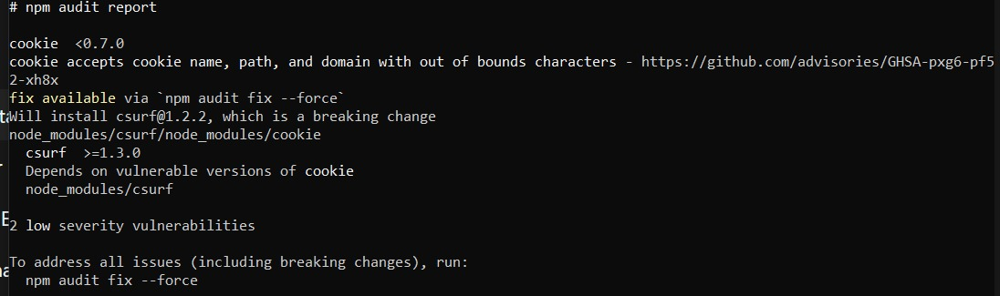 # npm audit report
cookie  <0.7.0
cookie accepts cookie name, path, and domain with out of bounds characters - https://github.com/advisories/GHSA-pxg6-pf5
2-xh8x
fix available via `npm audit fix --force`
Will install csurf@1.2.2, which is a breaking change
node_modules/csurf/node_modules/cookie
  csurf  >=1.3.0
  Depends on vulnerable versions of cookie
  node_modules/csurf
2 low severity vulnerabilities
To address all issues (including breaking changes), run:
  npm audit fix --force